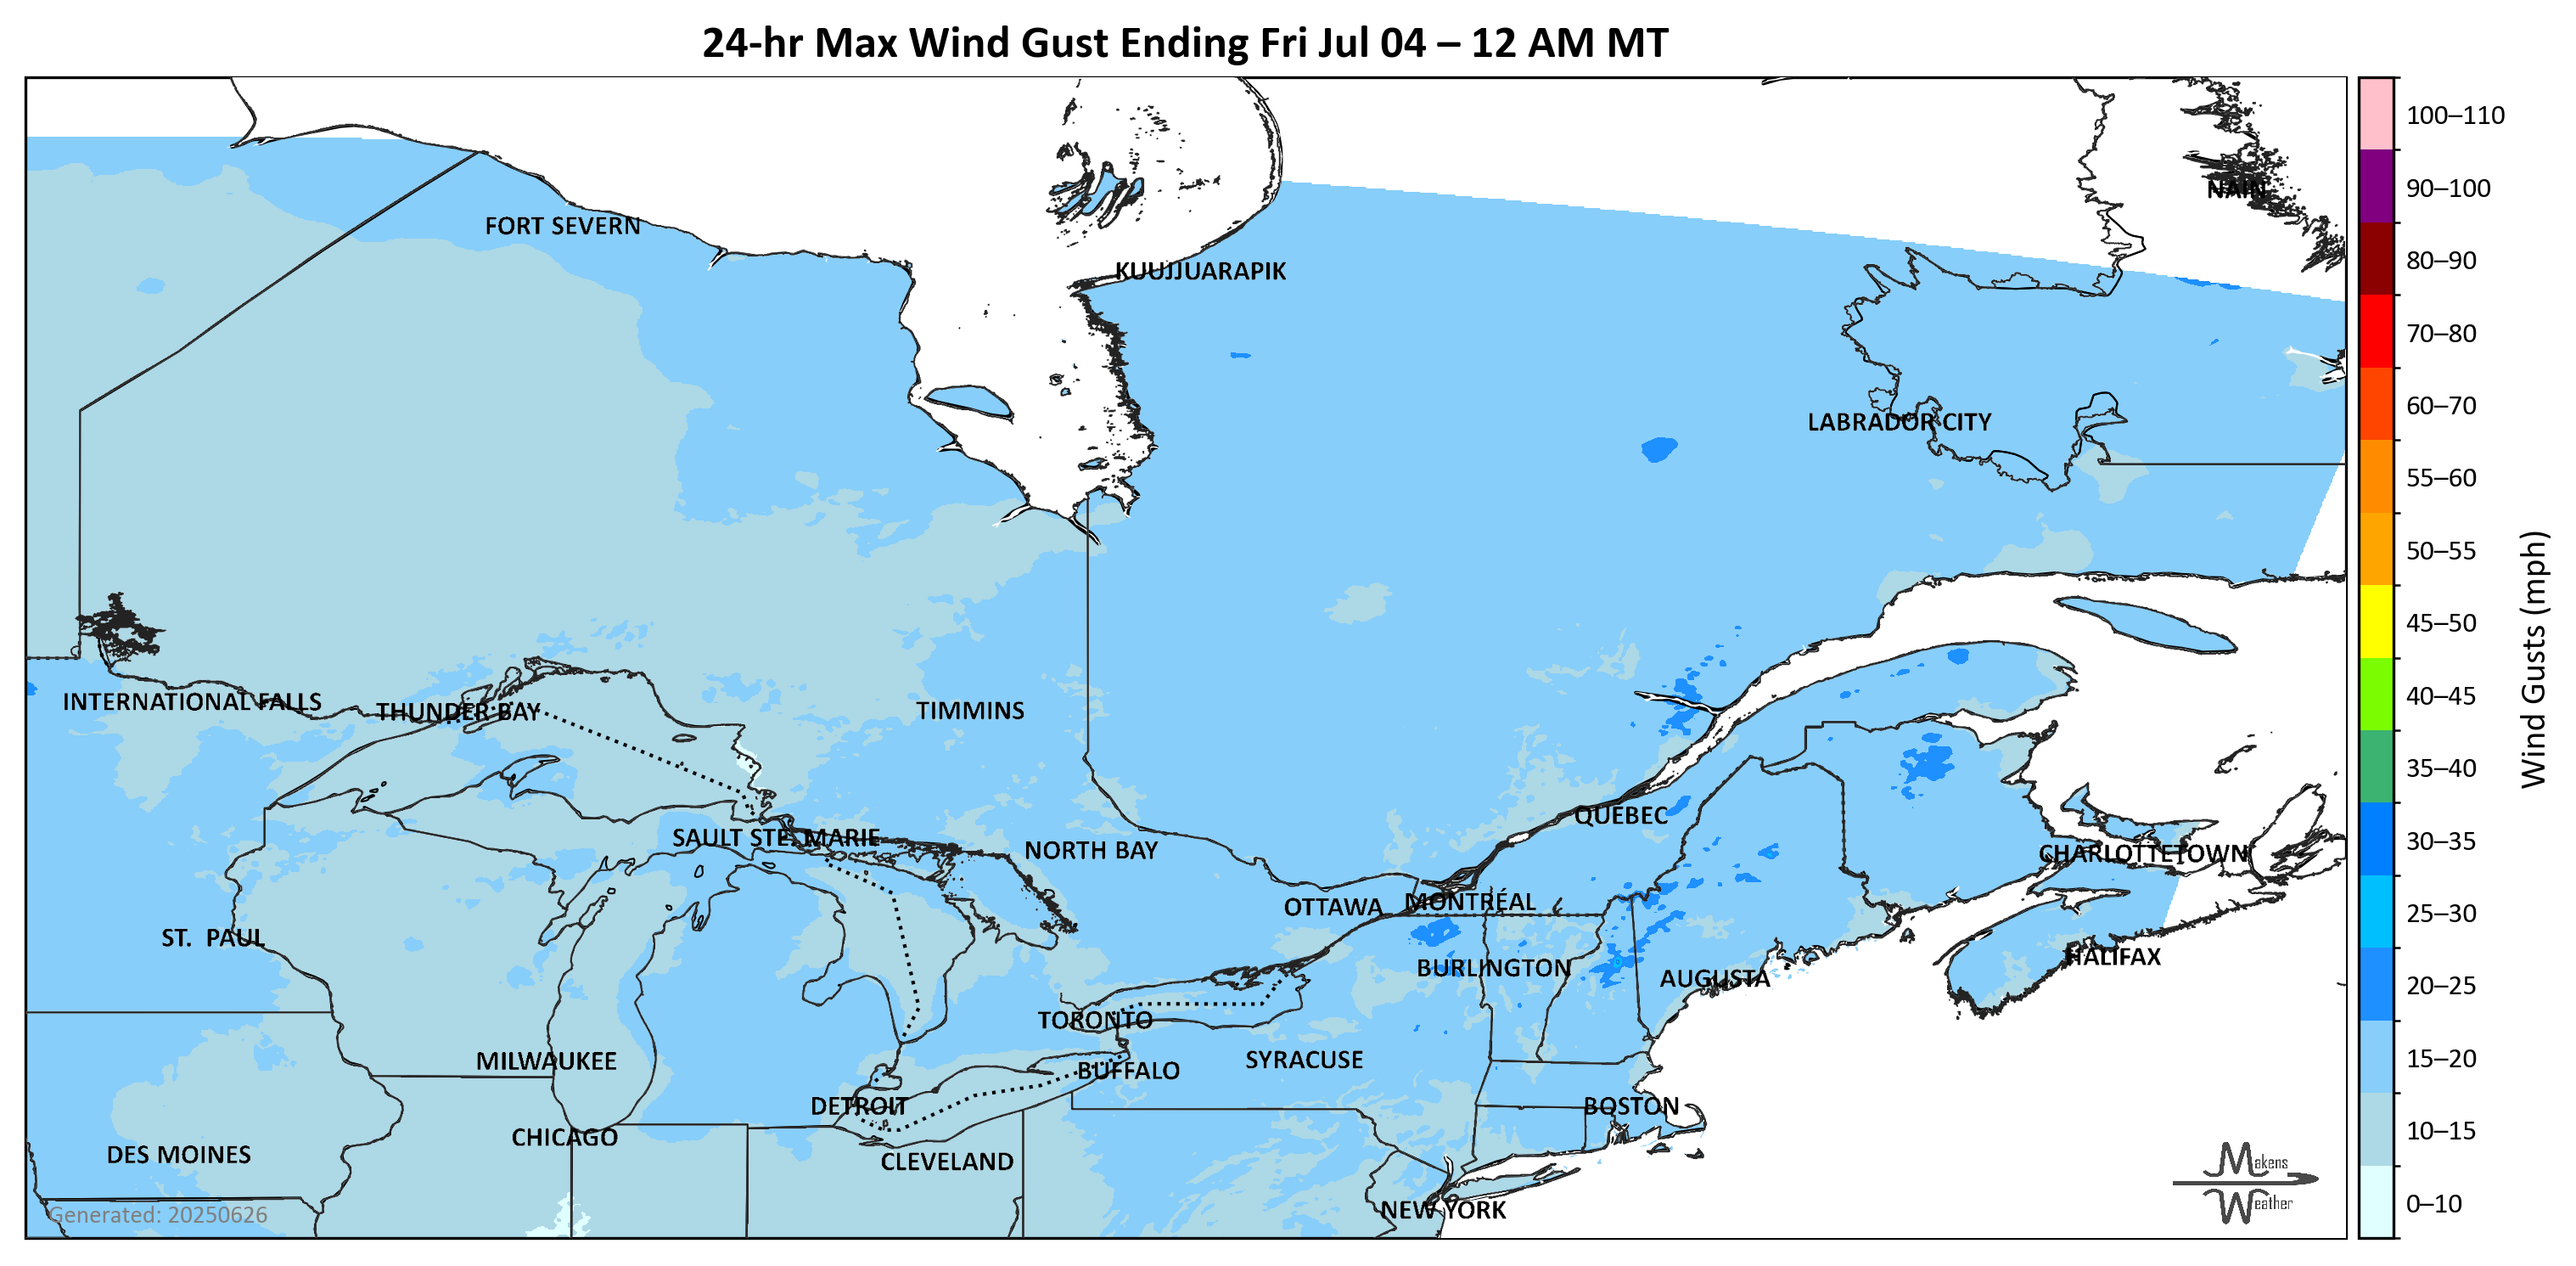 24-hr Max Wind Gust Ending Fri Jul 04 – 12 AM MT
NAIN
FORT SEVERN
KUUJJUARAPIK
LABRADOR CITY
INTERNATIONAL FALLS
THUNDER BAY
TIMMINS
QUEBEC
SAULT STE. MARIE
NORTH BAY
CHARLOTTETOWN
OTTAWA
MONTRÉAL
ST. PAUL
HALIFAX
BURLINGTON
AUGUSTA
TORONTO
MILWAUKEE
SYRACUSE
BUFFALO
DETROIT
BOSTON
CHICAGO
DES MOINES
CLEVELAND
NEW YORK
Generated: 20250626
Makens
Weather
100–110
90–100
80–90
70–80
60–70
55–60
50–55
45–50
40–45
35–40
30–35
25–30
20–25
15–20
10–15
0–10
Wind Gusts (mph)